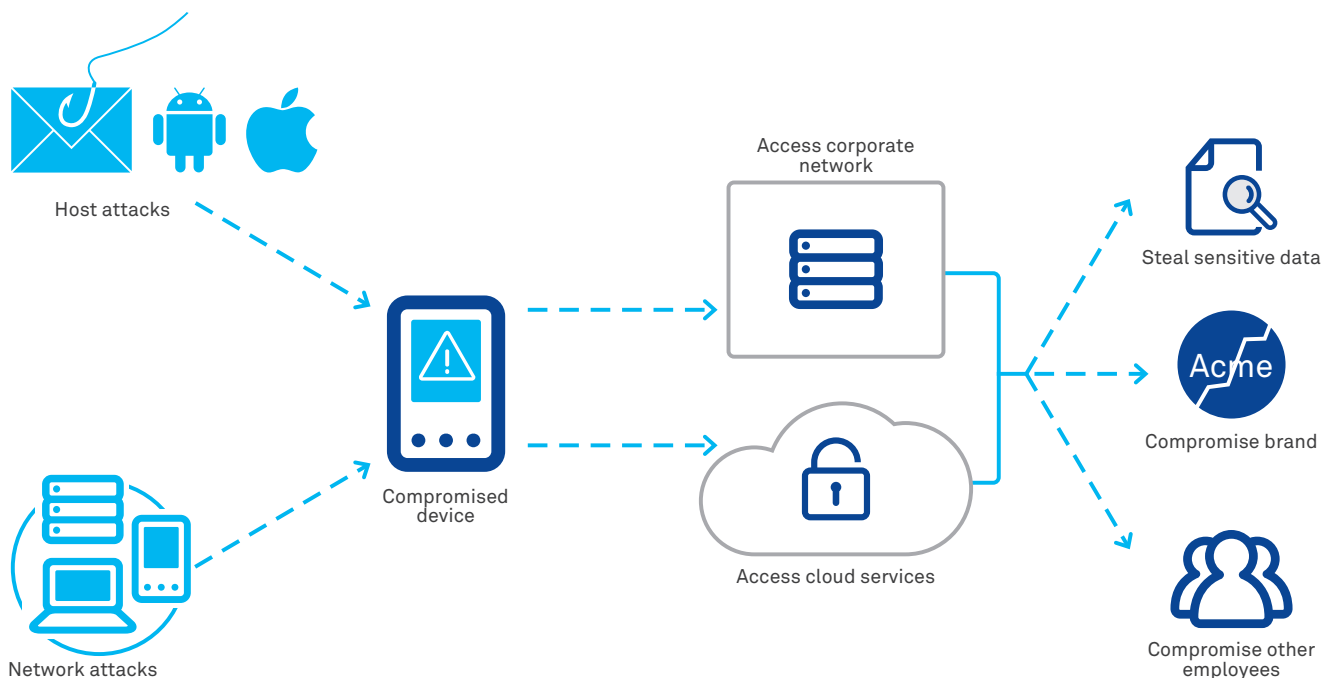 Host attacks
Network attacks
Compromised
device
Access corporate
network
Access cloud services
Steal sensitive data
Acme
Compromise brand
Compromise other
employees